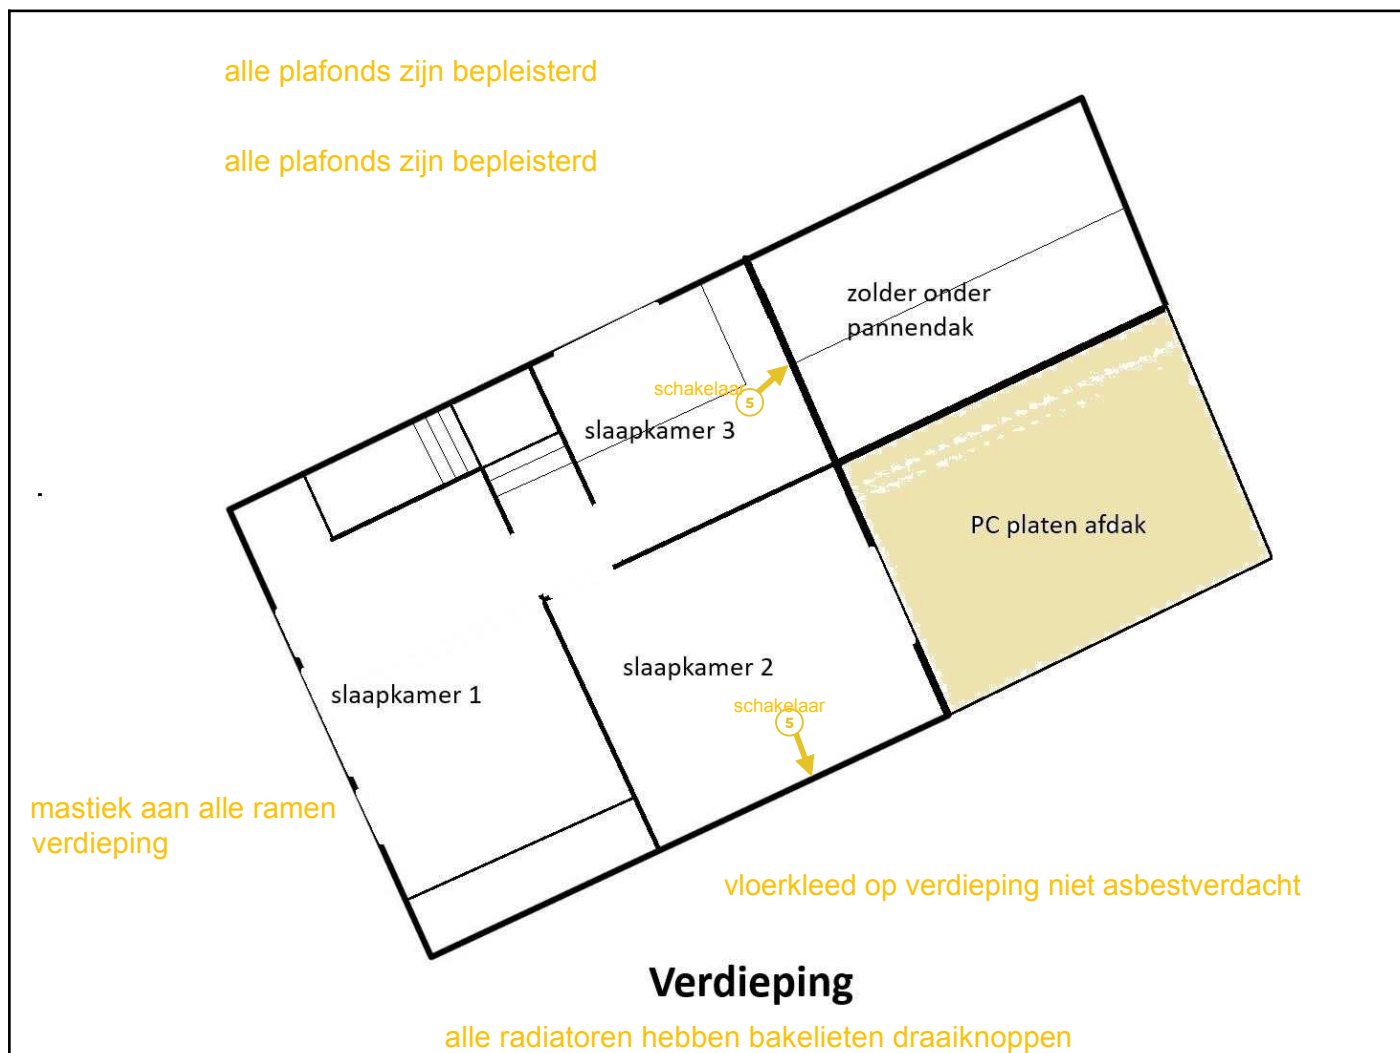 alle plafonds zijn bepleisterd
alle plafonds zijn bepleisterd
zolder onder
pannendak
schakelaar
5
slaapkamer 3
PC platen afdak
slaapkamer 2
slaapkamer 1
schakelaar
5
mastiek aan alle ramen
verdieping
vloerkleed op verdieping niet asbestverdacht
Verdieping
alle radiatoren hebben bakelieten draaiknoppen